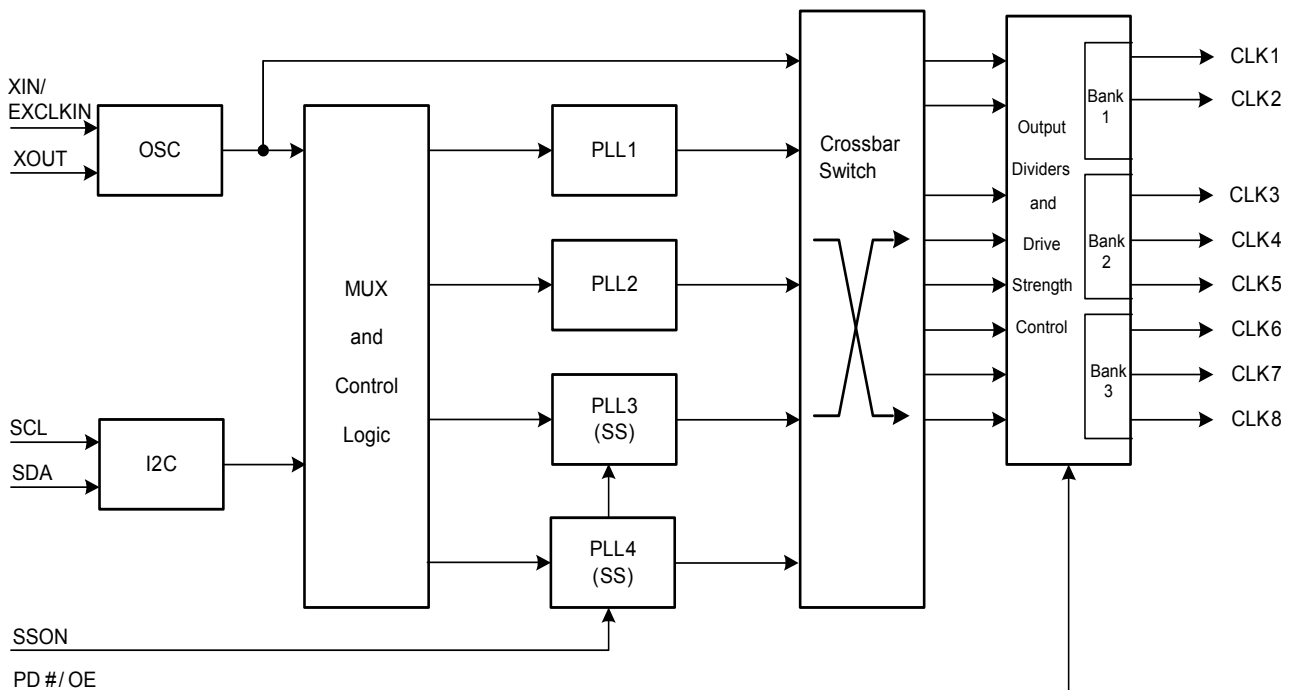 XIN/
EXCLKIN
XOUT
OSC
SCL
SDA
I2C
SSON
PD #/ OE
MUX
and
Control
Logic
PLL1
PLL2
PLL3
(SS)
PLL4
(SS)
Crossbar
Switch
Output
Dividers
and
Drive
Strength
Control
Bank
1
Bank
2
Bank
3
CLK1
CLK2
CLK3
CLK4
CLK5
CLK6
CLK7
CLK8